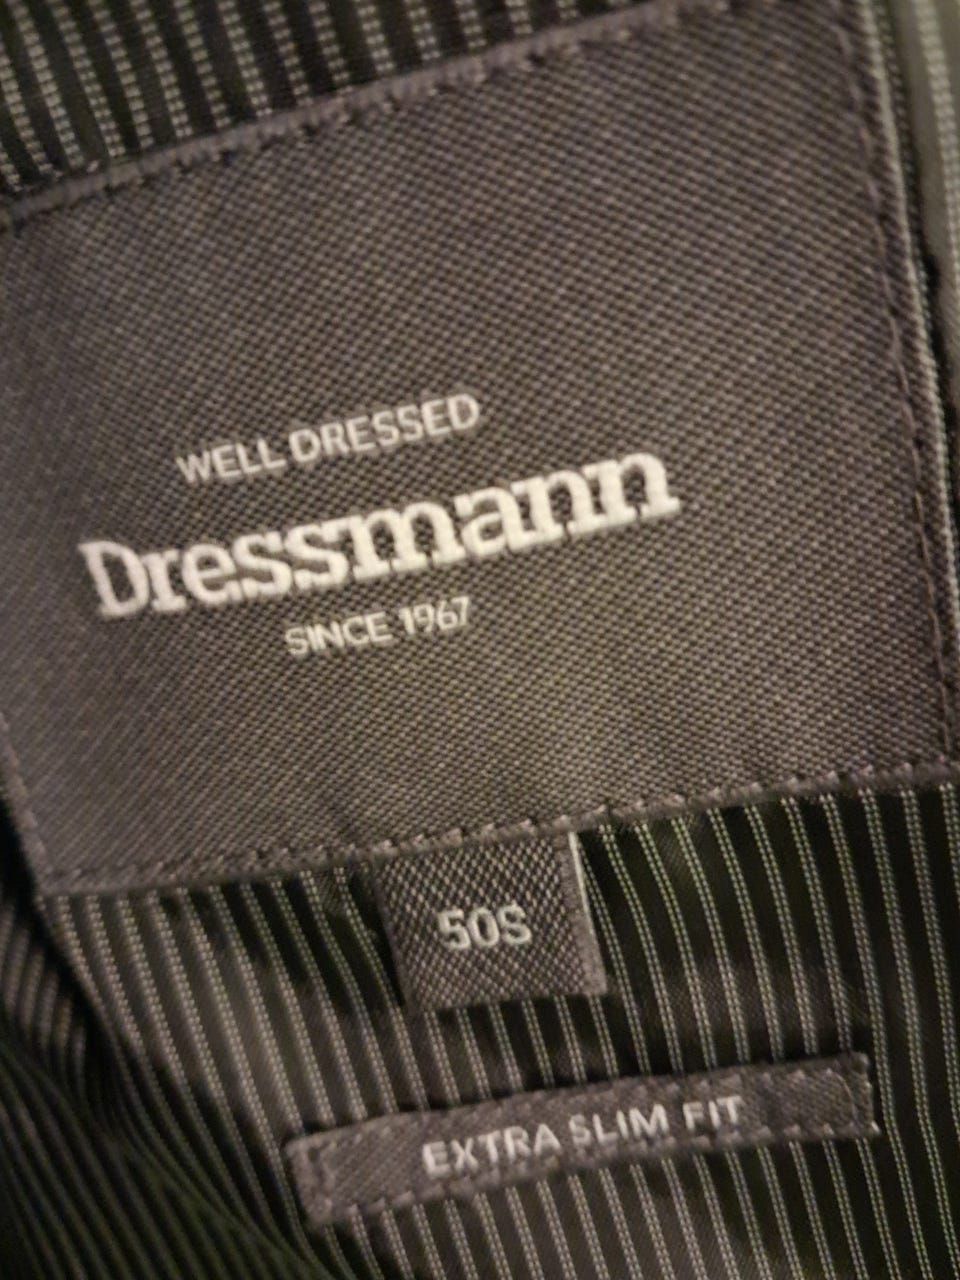 WELL DRESSED
Dressmann
SINCE 1967
50S
EXTRA SLIM FIT